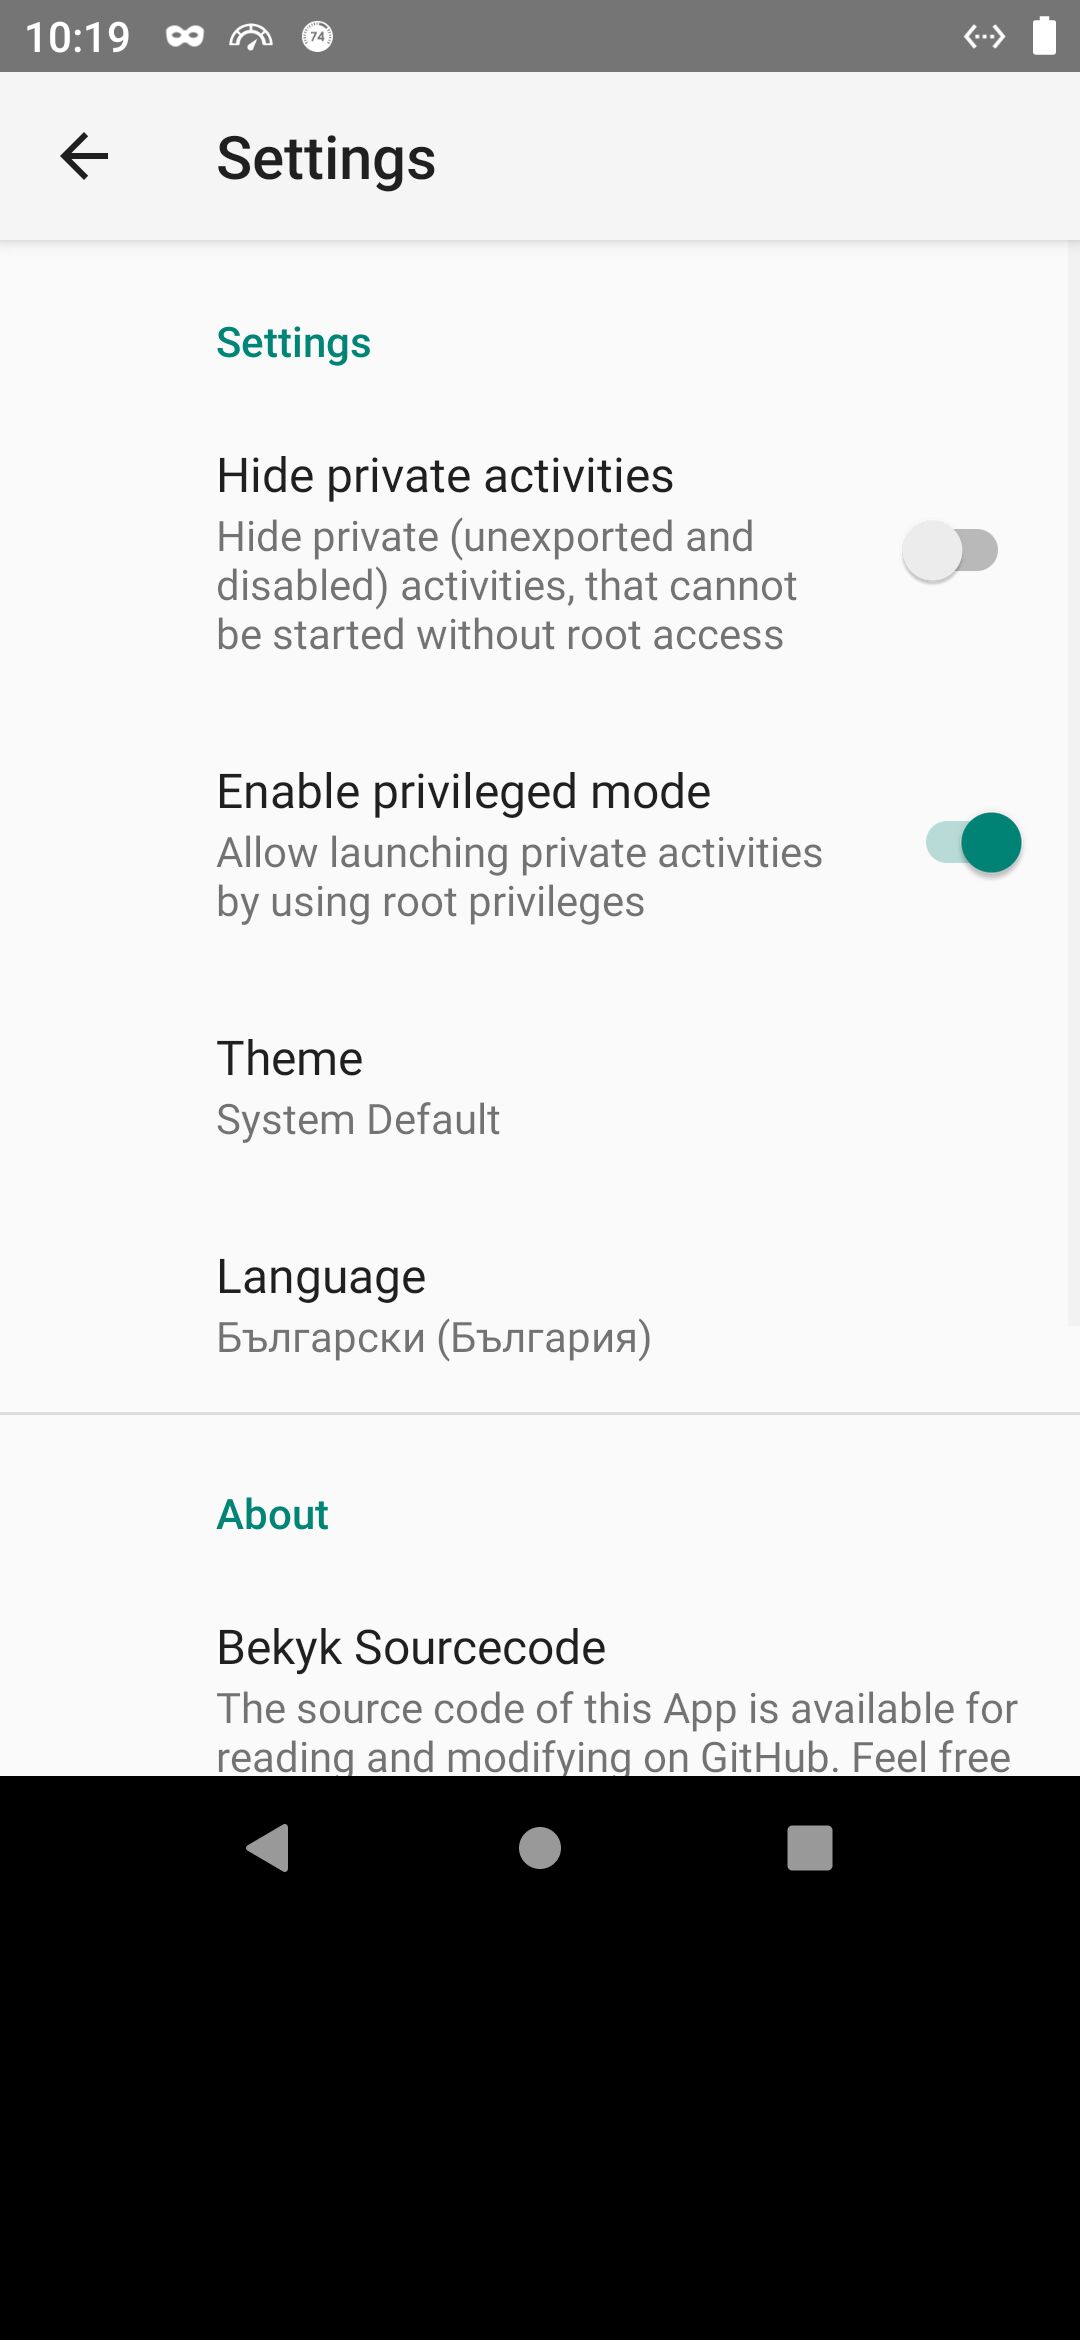 10:19
74
Settings
Settings
Hide private activities
Hide private (unexported and
disabled) activities, that cannot
be started without root access
Enable privileged mode
Allow launching private activities
by using root privileges
Theme
System Default
Language
Български (България)
About
Bekyk Sourcecode
The source code of this App is available for
reading and modifying on GitHub. Feel free